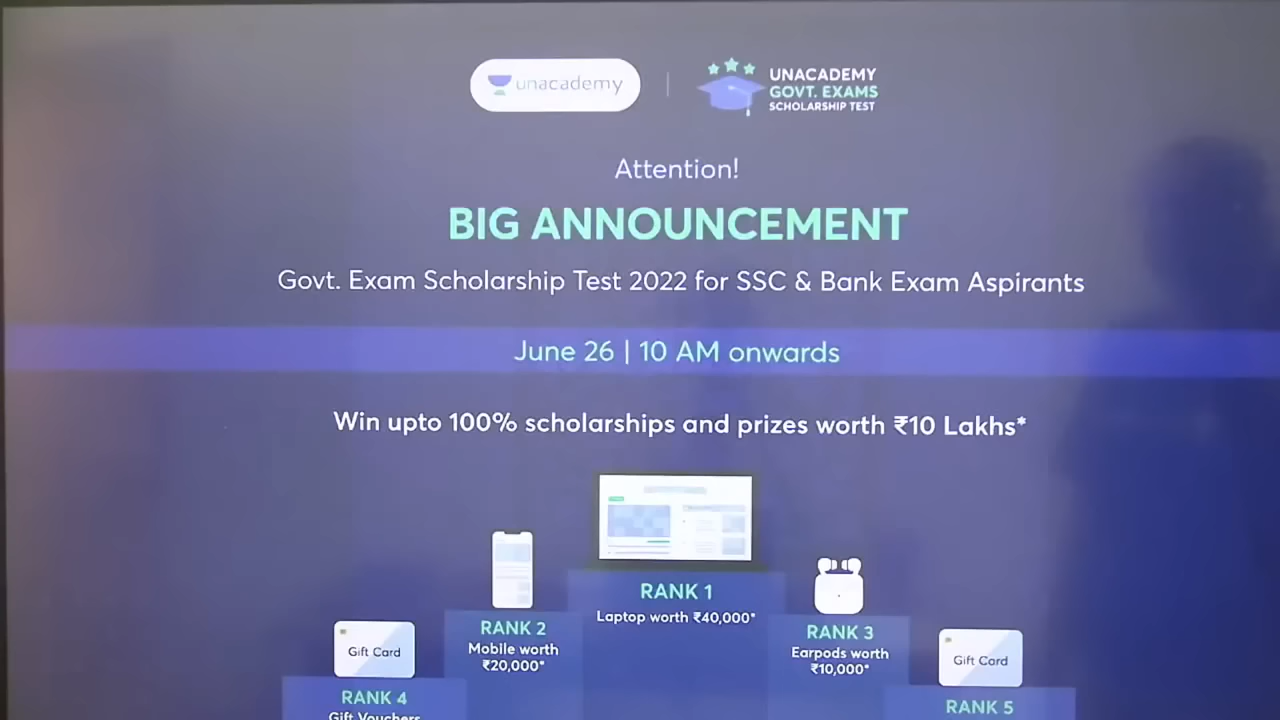 unacademy
UNACADEMY
GOVT. EXAMS
SCHOLARSHIP TEST
Attention!
BIG ANNOUNCEMENT
Govt. Exam Scholarship Test 2022 for SSC & Bank Exam Aspirants
June 26 | 10 AM onwards
Win upto 100% scholarships and prizes worth ₹10 Lakhs*
RANK 1
Laptop worth ₹40,000*
RANK 2
Mobile worth
₹20,000*
RANK 3
Earpods worth
₹10,000*
Gift Card
RANK 4
Gift Vouchers
Gift Card
RANK 5